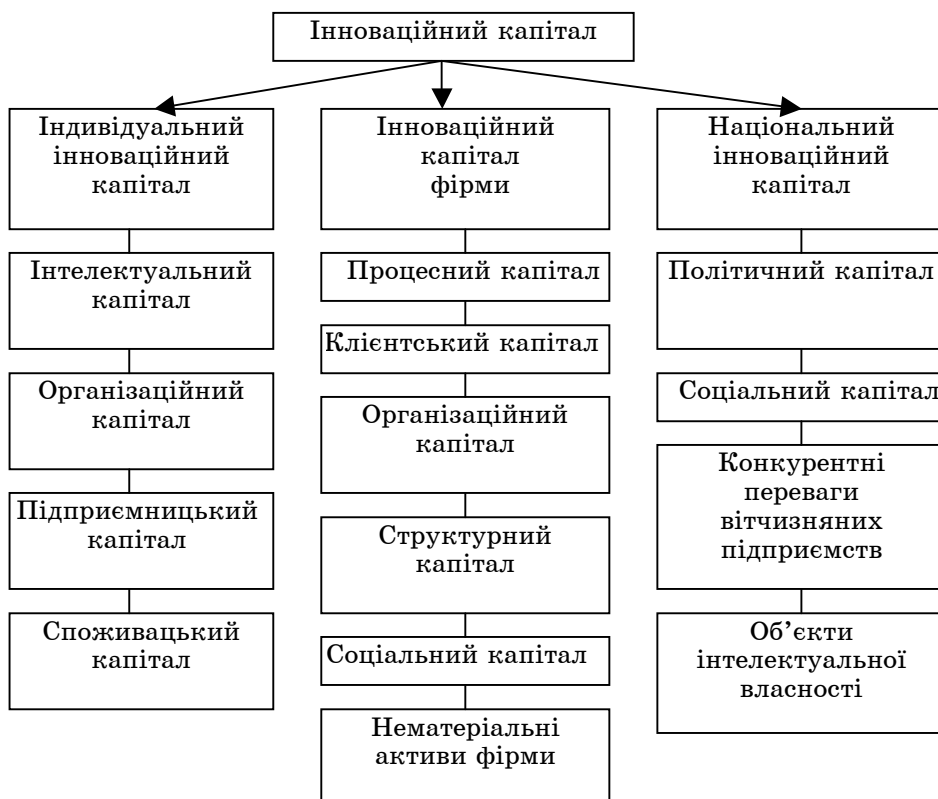 Інноваційний капітал
Індивідуальний
інноваційний
капітал
Інтелектуальний
капітал
Організаційний
капітал
Підприємницький
капітал
Споживацький
капітал
Інноваційний
капітал
фірми
Процесний капітал
Клієнтський капітал
Організаційний
капітал
Структурний
капітал
Соціальний капітал
Нематеріальні
активи фірми
Національний
інноваційний
капітал
Політичний капітал
Соціальний капітал
Конкурентні
переваги
вітчизняних
підприємств
Об’єкти
інтелектуальної
власності